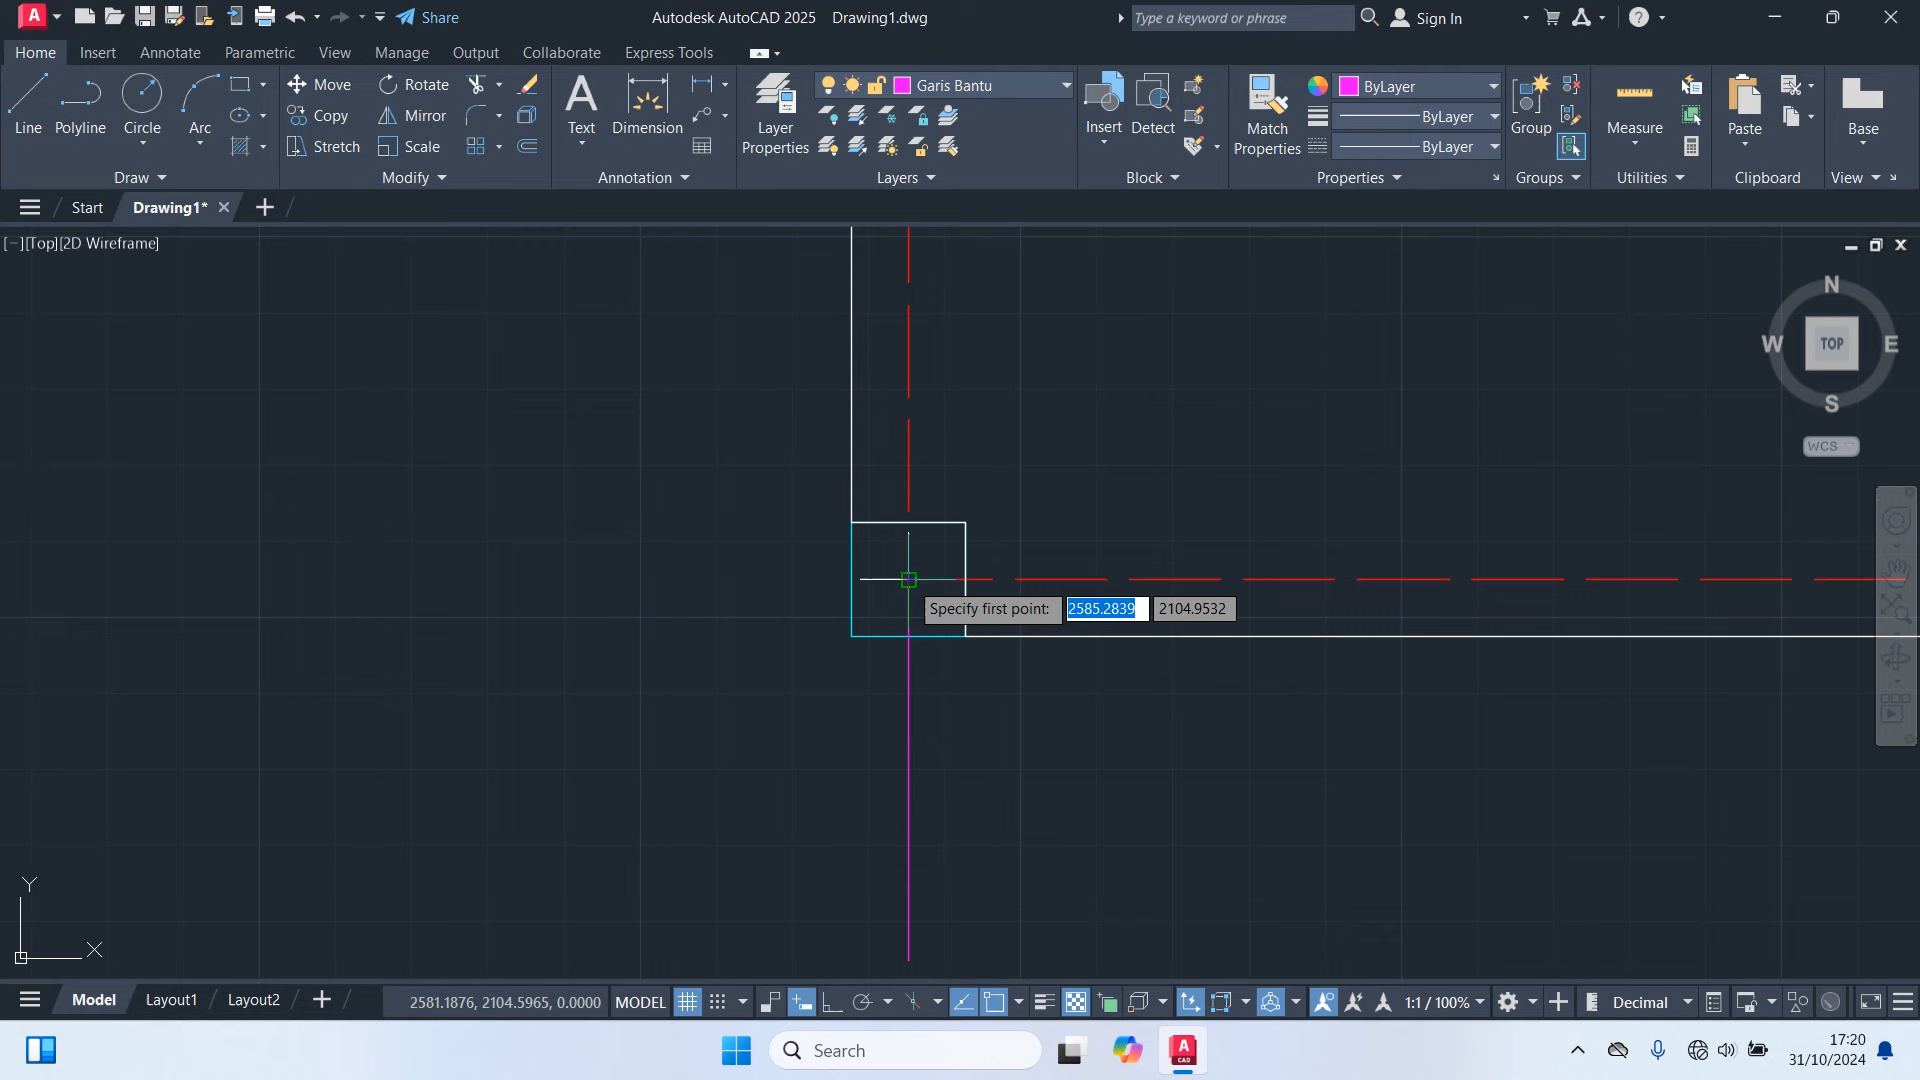 Share
Autodesk AutoCAD 2025 Drawing1.dwg
Type a keyword or phrase
Sign In
Home Insert Annotate Parametric View Manage Output Collaborate Express Tools
Line
Polyline
Circle
Arc
Draw
Move
Rotate
Copy
Mirror
Stretch
Scale
Modify
Text
Dimension
Annotation
Layer
Properties
Garis Bantu
Layers
Insert
Detect
Block
Match
Properties
ByLayer
ByLayer
ByLayer
Properties
Group
Groups
Measure
Utilities
Paste
Clipboard
Base
View
Start
Drawing1*
[−][Top][2D Wireframe]
N
W
TOP
E
S
WCS
Specify first point: 2585.2839 2104.9532
Y
X
Model Layout1 Layout2
2581.1876, 2104.5965, 0.0000
MODEL
1:1 / 100%
Decimal
Search
A
CAD
17:20
31/10/2024